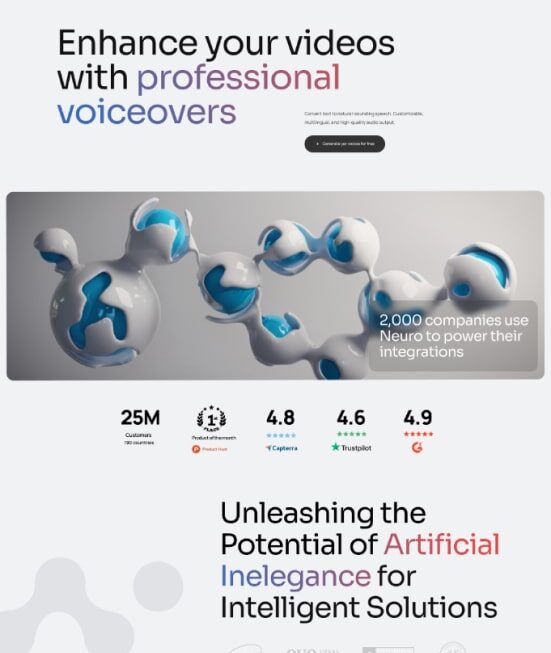 Enhance your videos
with professional
voiceovers
Convert text to natural-sounding speech. Customizable,
multilingual, and high-quality audio output.
Generate yor voices for free
2,000 companies use
Neuro to power their
integrations
25M
Customers
190 countries
1st
PLACE
Product of the month
Product Hunt
4.8
Capterra
4.6
Trustpilot
4.9
Unleashing the
Potential of Artificial
Inelegance for
Intelligent Solutions